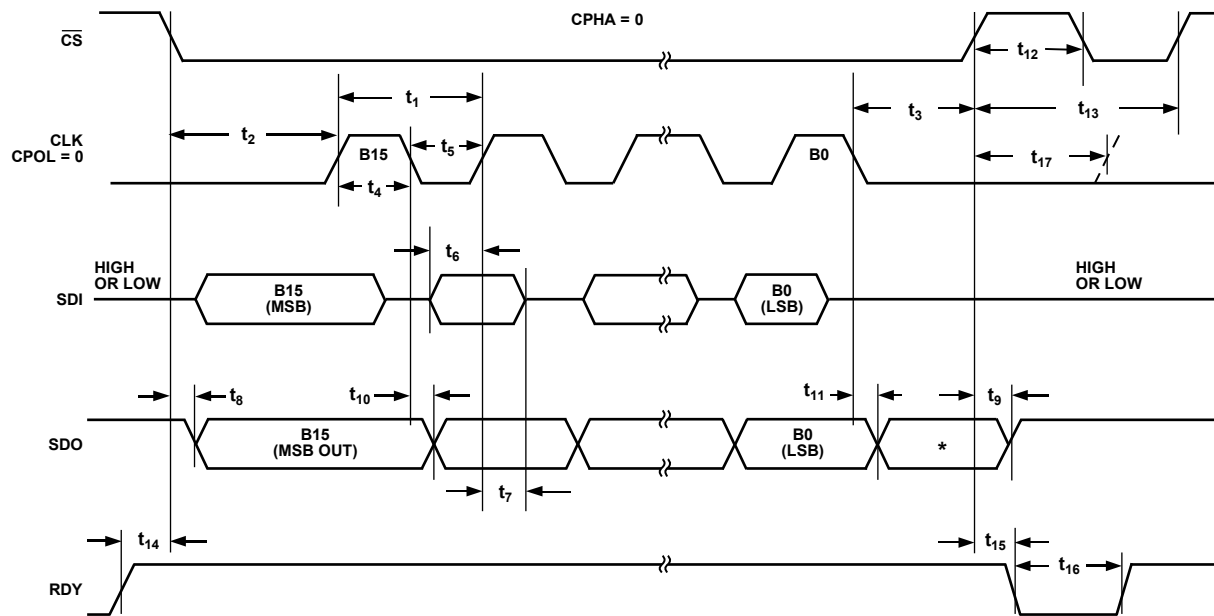 CPHA = 0
CS
t12
t1
t3
t13
CLK
CPOL = 0
t2
B15
t5
B0
t17
t4
t6
HIGH
OR LOW
HIGH
OR LOW
SDI
B15
(MSB)
B0
(LSB)
t8
t10
t11
t9
SDO
B15
(MSB OUT)
B0
(LSB)
*
t7
t14
t15
t16
RDY